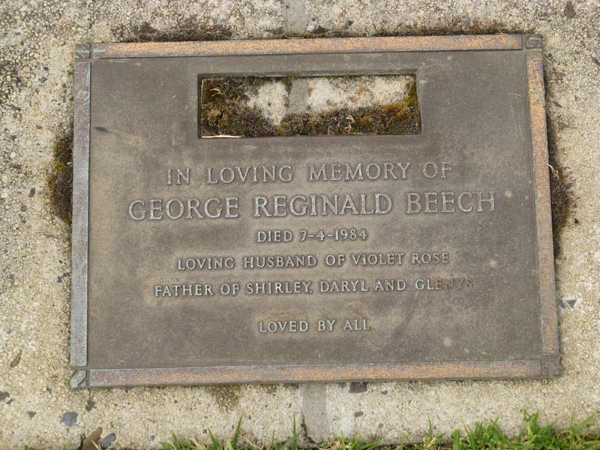 IN LOVING MEMORY OF
GEORGE REGINALD BEECH
DIED 7-4-1984
LOVING HUSBAND OF VIOLET ROSE
FATHER OF SHIRLEY, DARYL AND GLENYS
LOVED BY ALL